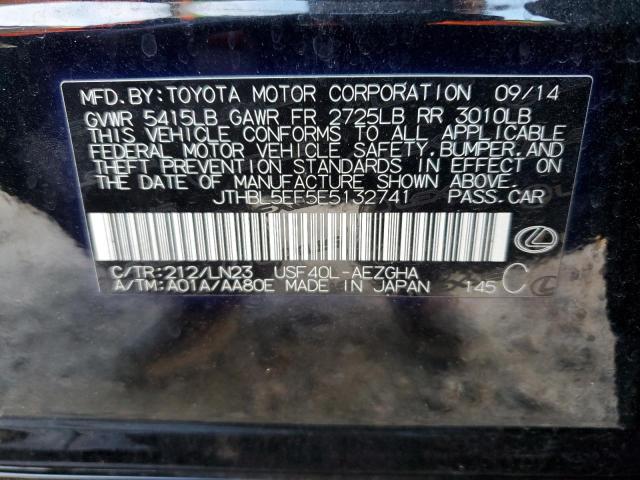 MFD.BY:TOYOTA MOTOR CORPORATION 09/14
GVWR 5415LB GAWR FR 2725LB RR 3010LB
THIS VEHICLE CONFORMS TO ALL APPLICABLE
FEDERAL MOTOR VEHICLE SAFETY, BUMPER, AND
THEFT PREVENTION STANDARDS IN EFFECT ON
THE DATE OF MANUFACTURE SHOWN ABOVE.
JTHBL5EF5E5132741 PASS.CAR
C/TR:212/LN23 USF40L-AEZGHA
A/TM:A01A/AA80E MADE IN JAPAN 145 C